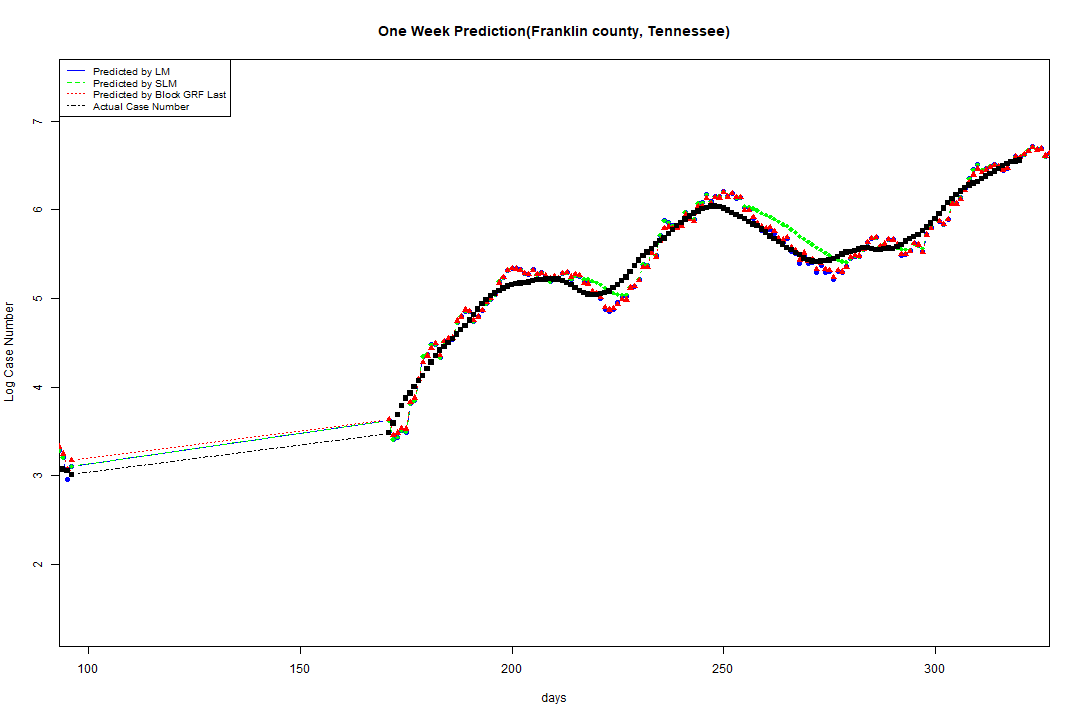 One Week Prediction(Franklin county, Tennessee)
Predicted by LM
Predicted by SLM
Predicted by Block GRF Last
Actual Case Number
Log Case Number
7
6
5
4
3
2
100 150 200 250 300
days